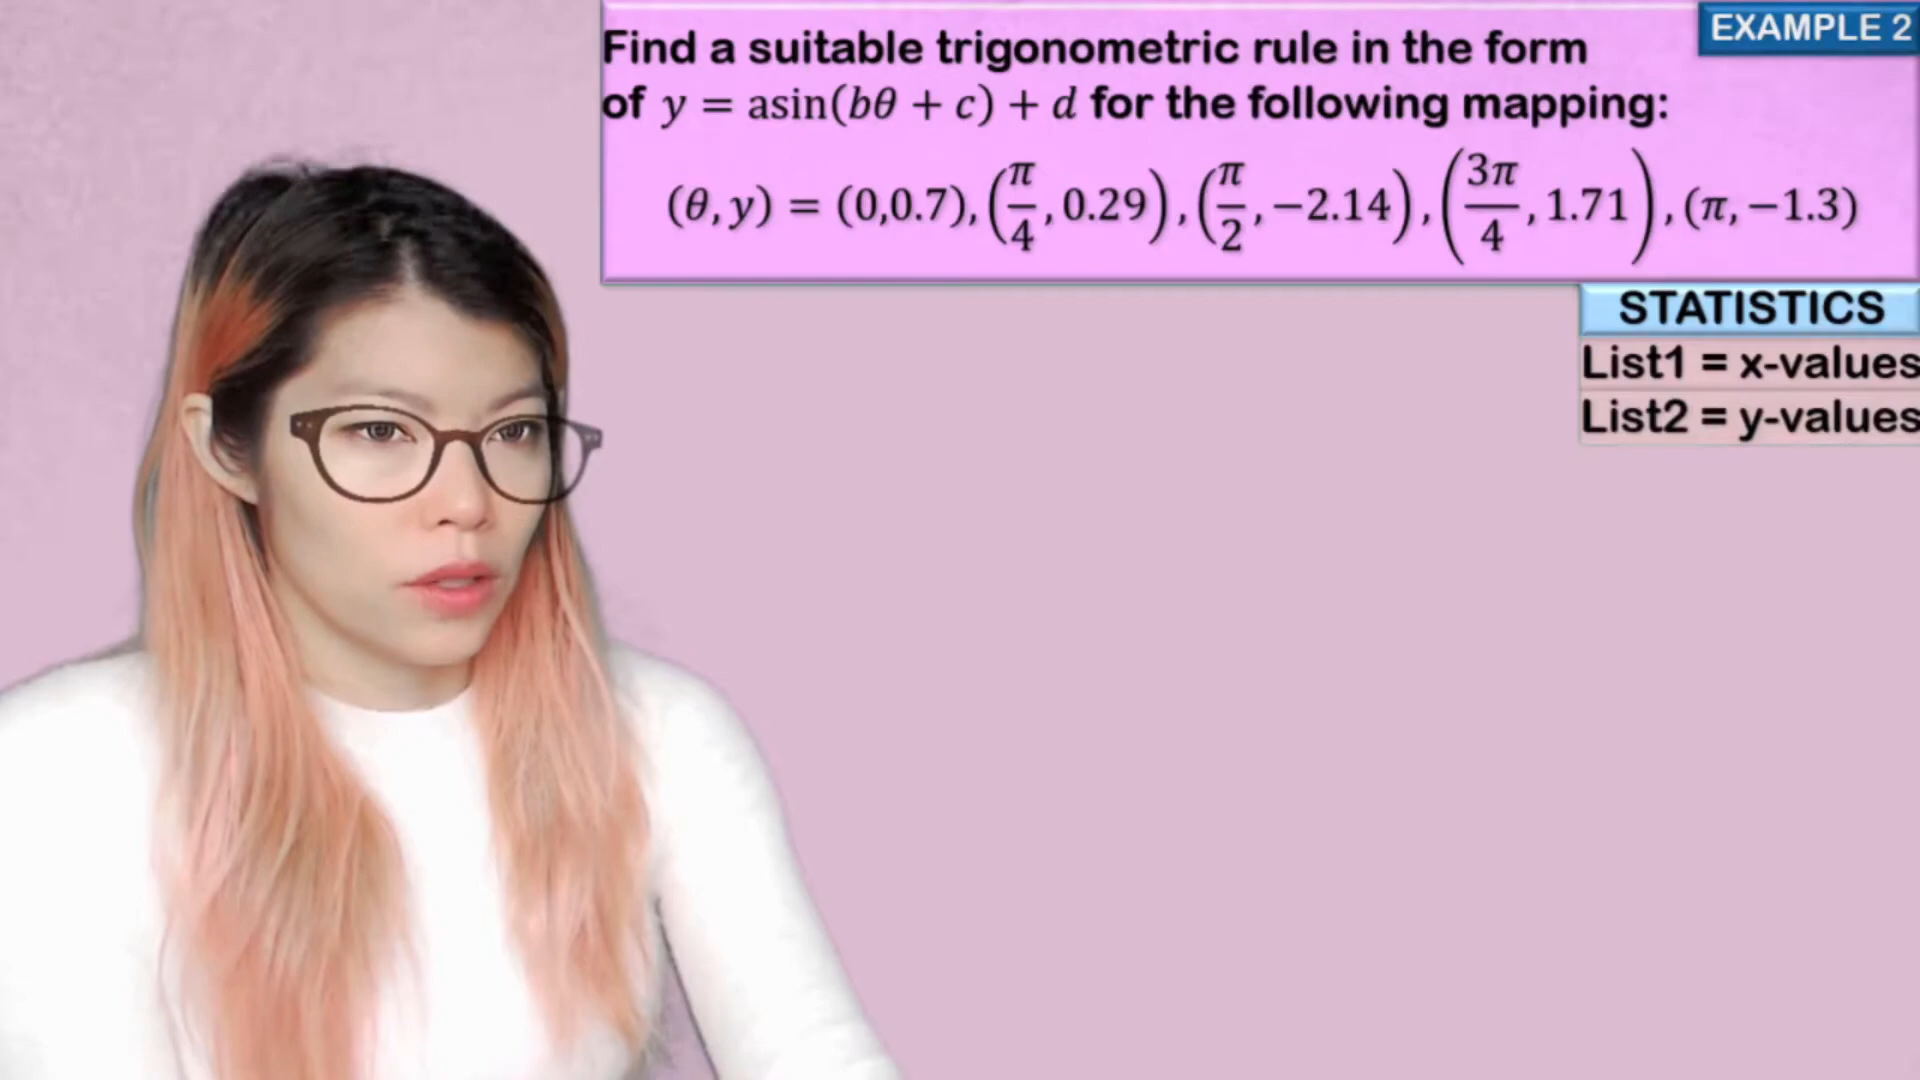 EXAMPLE 2
Find a suitable trigonometric rule in the form
of y = asin(bθ + c) + d for the following mapping:
(θ, y) = (0,0.7), (π/4, 0.29), (π/2, −2.14), (3π/4, 1.71), (π, −1.3)
STATISTICS
List1 = x-values
List2 = y-values